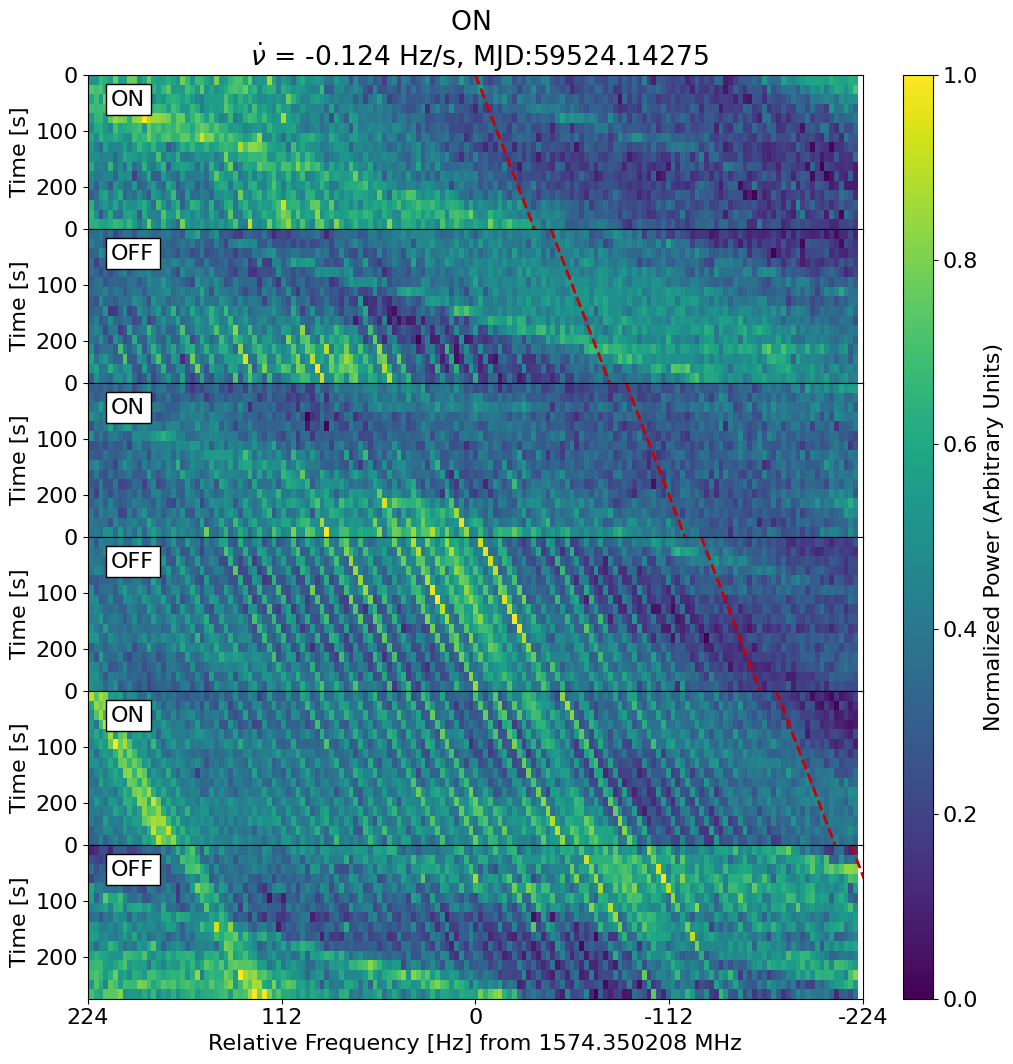 ON
ν̇ = -0.124 Hz/s, MJD:59524.14275
0
ON
100
Time [s]
200
0
OFF
100
Time [s]
200
0
ON
100
Time [s]
200
0
OFF
100
Time [s]
200
0
ON
100
Time [s]
200
0
OFF
100
Time [s]
200
224 112 0 -112 -224
Relative Frequency [Hz] from 1574.350208 MHz
1.0
0.8
0.6
0.4
0.2
0.0
Normalized Power (Arbitrary Units)